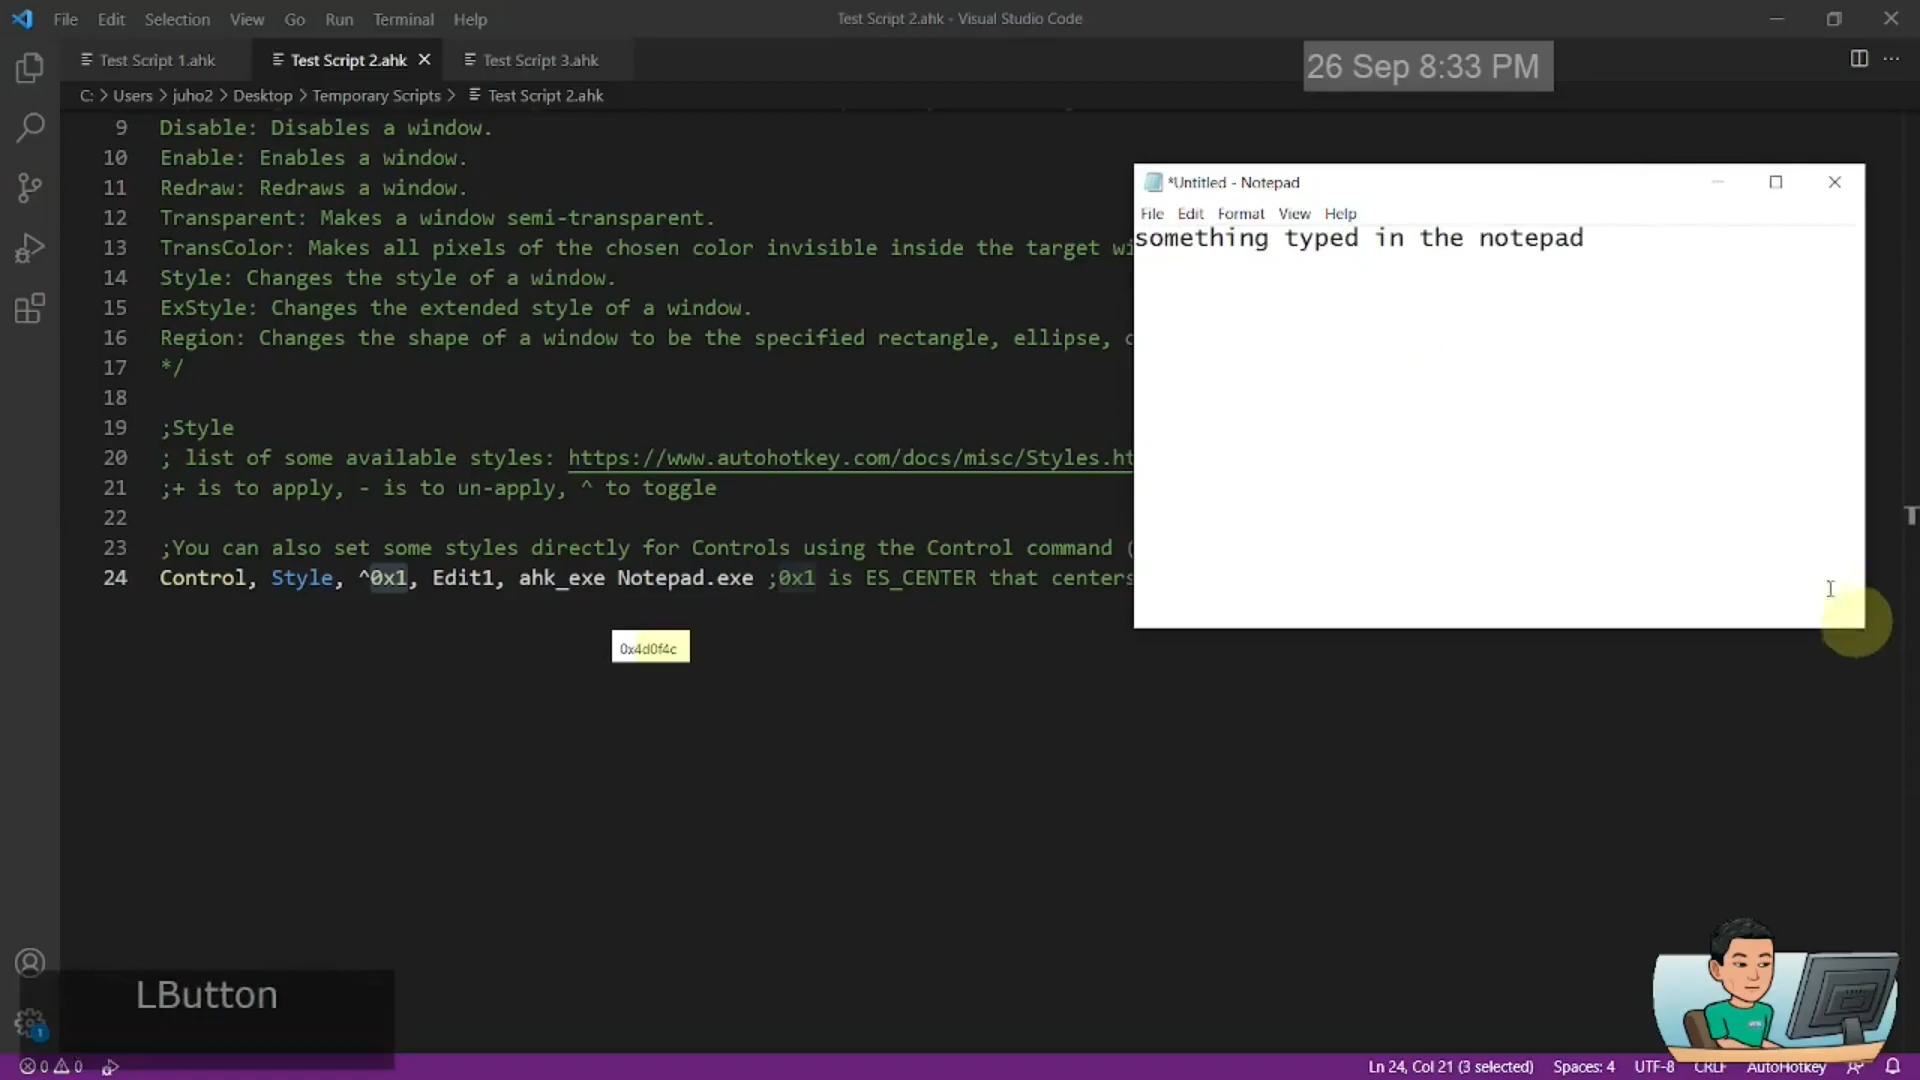 File Edit Selection View Go Run Terminal Help
Test Script 2.ahk - Visual Studio Code
Test Script 1.ahk
Test Script 2.ahk
Test Script 3.ahk
26 Sep 8:33 PM
C: > Users > juho2 > Desktop > Temporary Scripts > Test Script 2.ahk
9 Disable: Disables a window.
10 Enable: Enables a window.
11 Redraw: Redraws a window.
12 Transparent: Makes a window semi-transparent.
13 TransColor: Makes all pixels of the chosen color invisible inside the target wi
14 Style: Changes the style of a window.
15 ExStyle: Changes the extended style of a window.
16 Region: Changes the shape of a window to be the specified rectangle, ellipse,
17 */
18
19 ;Style
20 ; list of some available styles: https://www.autohotkey.com/docs/misc/Styles.ht
21 ;+ is to apply, - is to un-apply, ^ to toggle
22
23 ;You can also set some styles directly for Controls using the Control command (
24 Control, Style, ^0x1, Edit1, ahk_exe Notepad.exe ;0x1 is ES_CENTER that centers
*Untitled - Notepad
File Edit Format View Help
something typed in the notepad
0x4d0f4c
LButton
1
0 0
Ln 24, Col 21 (3 selected) Spaces: 4 UTF-8 CRLF AutoHotkey